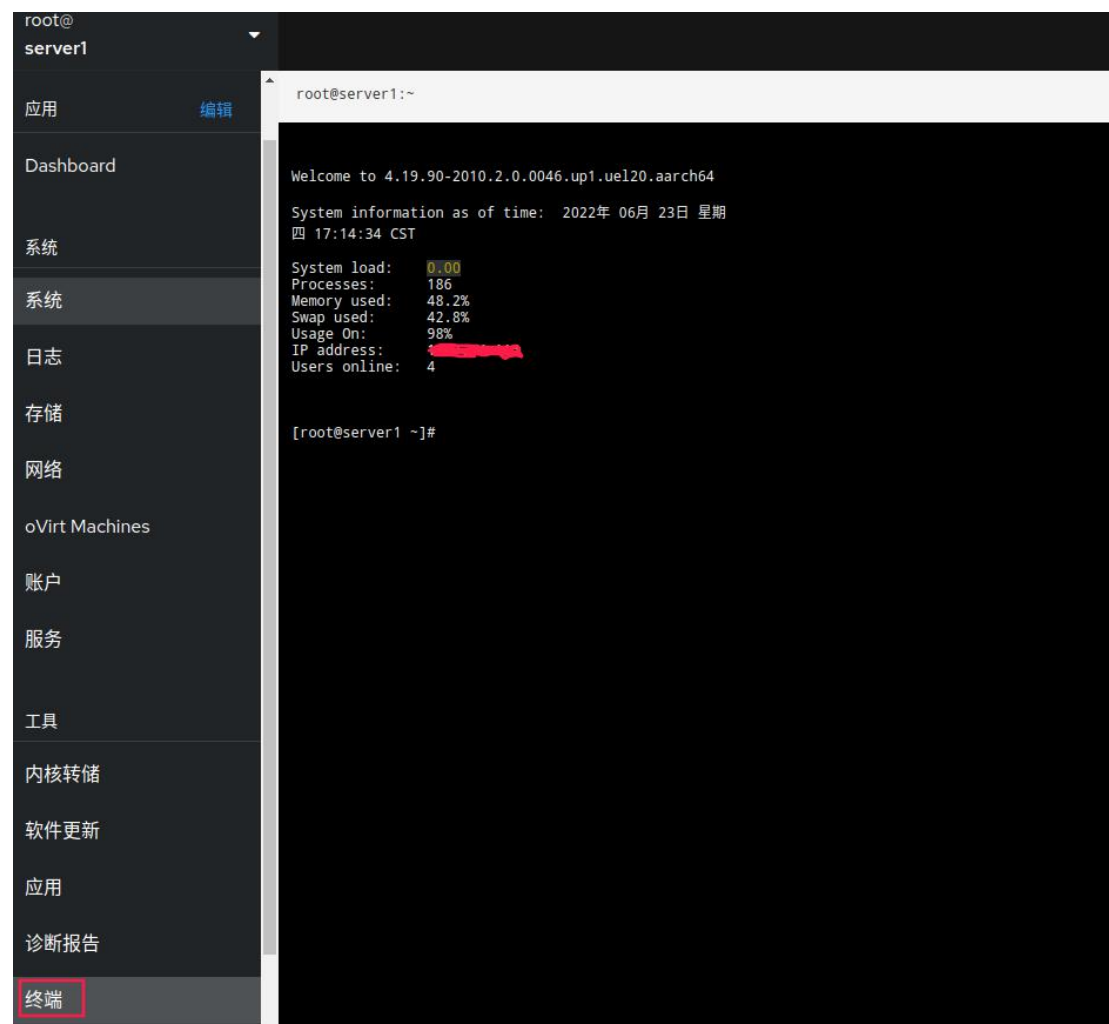 root@
server1
应用 编辑
Dashboard
系统
系统
日志
存储
网络
oVirt Machines
账户
服务
工具
内核转储
软件更新
应用
诊断报告
终端
root@server1:~
Welcome to 4.19.90-2010.2.0.0046.up1.uel20.aarch64
System information as of time: 2022年 06月 23日 星期
四 17:14:34 CST
System load: 0.00
Processes: 186
Memory used: 48.2%
Swap used: 42.8%
Usage On: 98%
IP address:
Users online: 4
[root@server1 ~]#